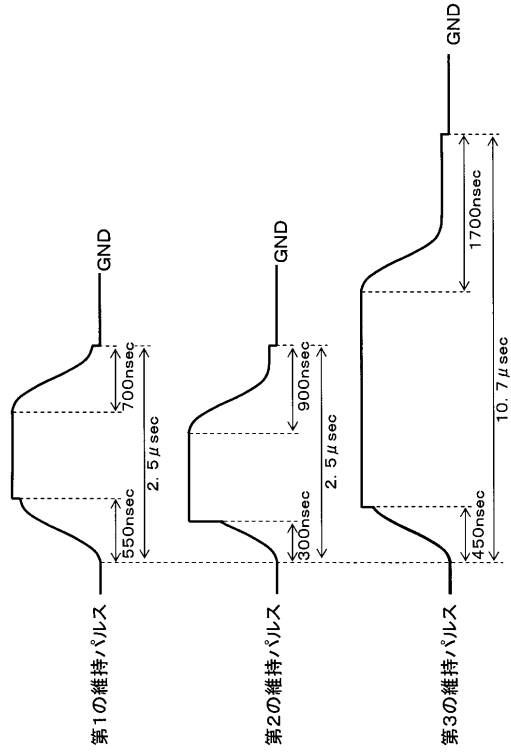 第1の維持パルス
550nsec
700nsec
2.5μsec
GND
第2の維持パルス
300nsec
900nsec
2.5μsec
GND
第3の維持パルス
450nsec
1700nsec
10.7μsec
GND